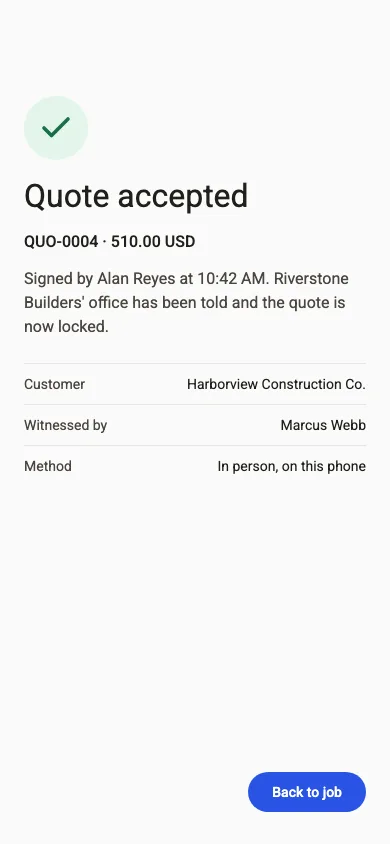 Quote accepted
QUO-0004 · 510.00 USD
Signed by Alan Reyes at 10:42 AM. Riverstone
Builders' office has been told and the quote is
now locked.
Customer Harborview Construction Co.
Witnessed by Marcus Webb
Method In person, on this phone
Back to job